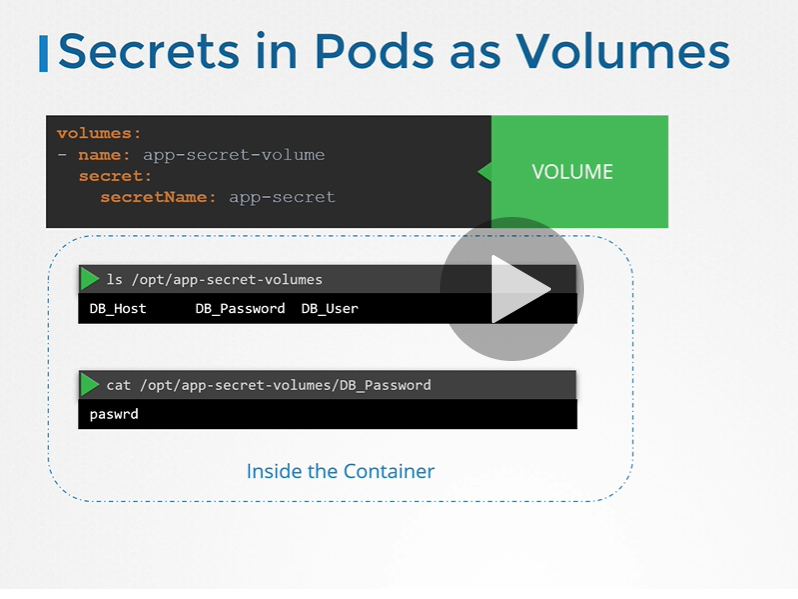 Secrets in Pods as Volumes
volumes:
- name: app-secret-volume
secret:
secretName: app-secret
VOLUME
ls /opt/app-secret-volumes
DB_Host DB_Password DB_User
cat /opt/app-secret-volumes/DB_Password
paswrd
Inside the Container